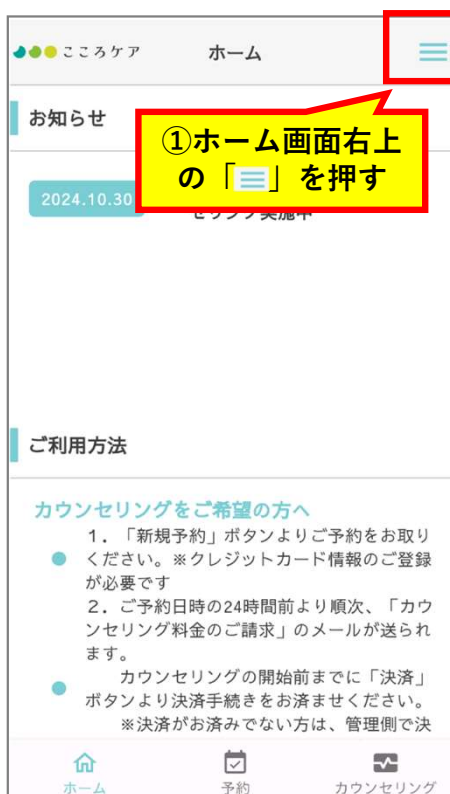 こころケア
ホーム
お知らせ
①ホーム画面右上
の「≡」を押す
2024.10.30
セリング実施中
ご利用方法
カウンセリングをご希望の方へ
１．「新規予約」ボタンよりご予約をお取り
ください。※クレジットカード情報のご登録
が必要です
２．ご予約日時の24時間前より順次、「カウ
ンセリング料金のご請求」のメールが送られ
ます。
カウンセリングの開始前までに「決済」
ボタンより決済手続きをお済ませください。
※決済がお済みでない方は、管理側で決
ホーム
予約
カウンセリング